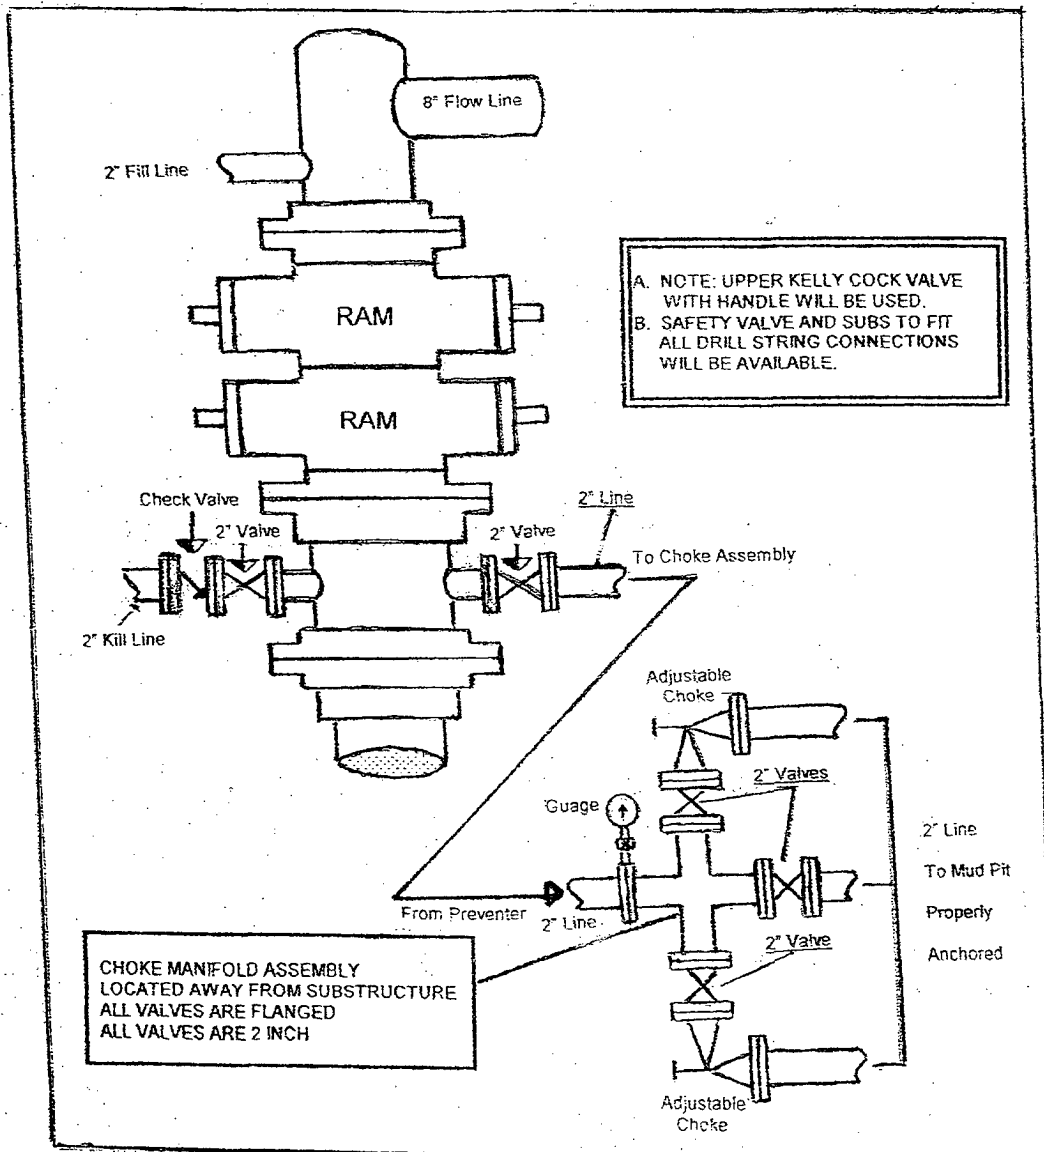 8" Flow Line
2" Fill Line
RAM
RAM
A. NOTE: UPPER KELLY COCK VALVE
WITH HANDLE WILL BE USED.
B. SAFETY VALVE AND SUBS TO FIT
ALL DRILL STRING CONNECTIONS
WILL BE AVAILABLE.
Check Valve
2" Valve
2" Valve
2" Line
To Choke Assembly
2" Kill Line
Adjustable
Choke
2" Valves
Guage
2" Line
To Mud Pit
Properly
Anchored
From Preventer
2" Line
2" Valve
CHOKE MANIFOLD ASSEMBLY
LOCATED AWAY FROM SUBSTRUCTURE
ALL VALVES ARE FLANGED
ALL VALVES ARE 2 INCH
Adjustable
Choke